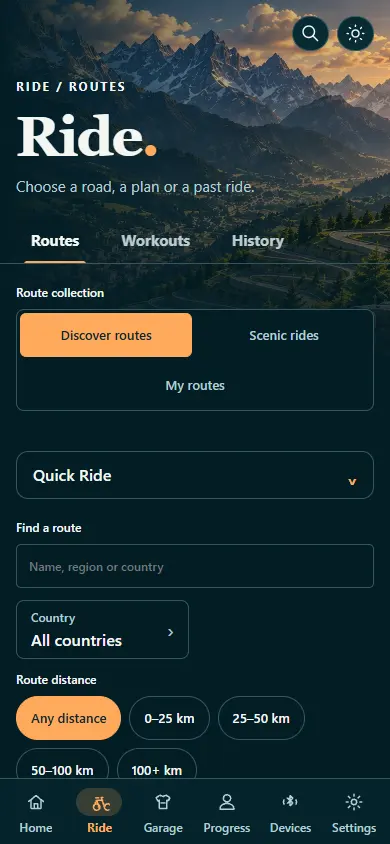 RIDE / ROUTES
Ride.
Choose a road, a plan or a past ride.
Routes Workouts History
Route collection
Discover routes Scenic rides
My routes
Quick Ride v
Find a route
Name, region or country
Country
All countries ›
Route distance
Any distance 0–25 km 25–50 km
50–100 km 100+ km
Home Ride Garage Progress Devices Settings